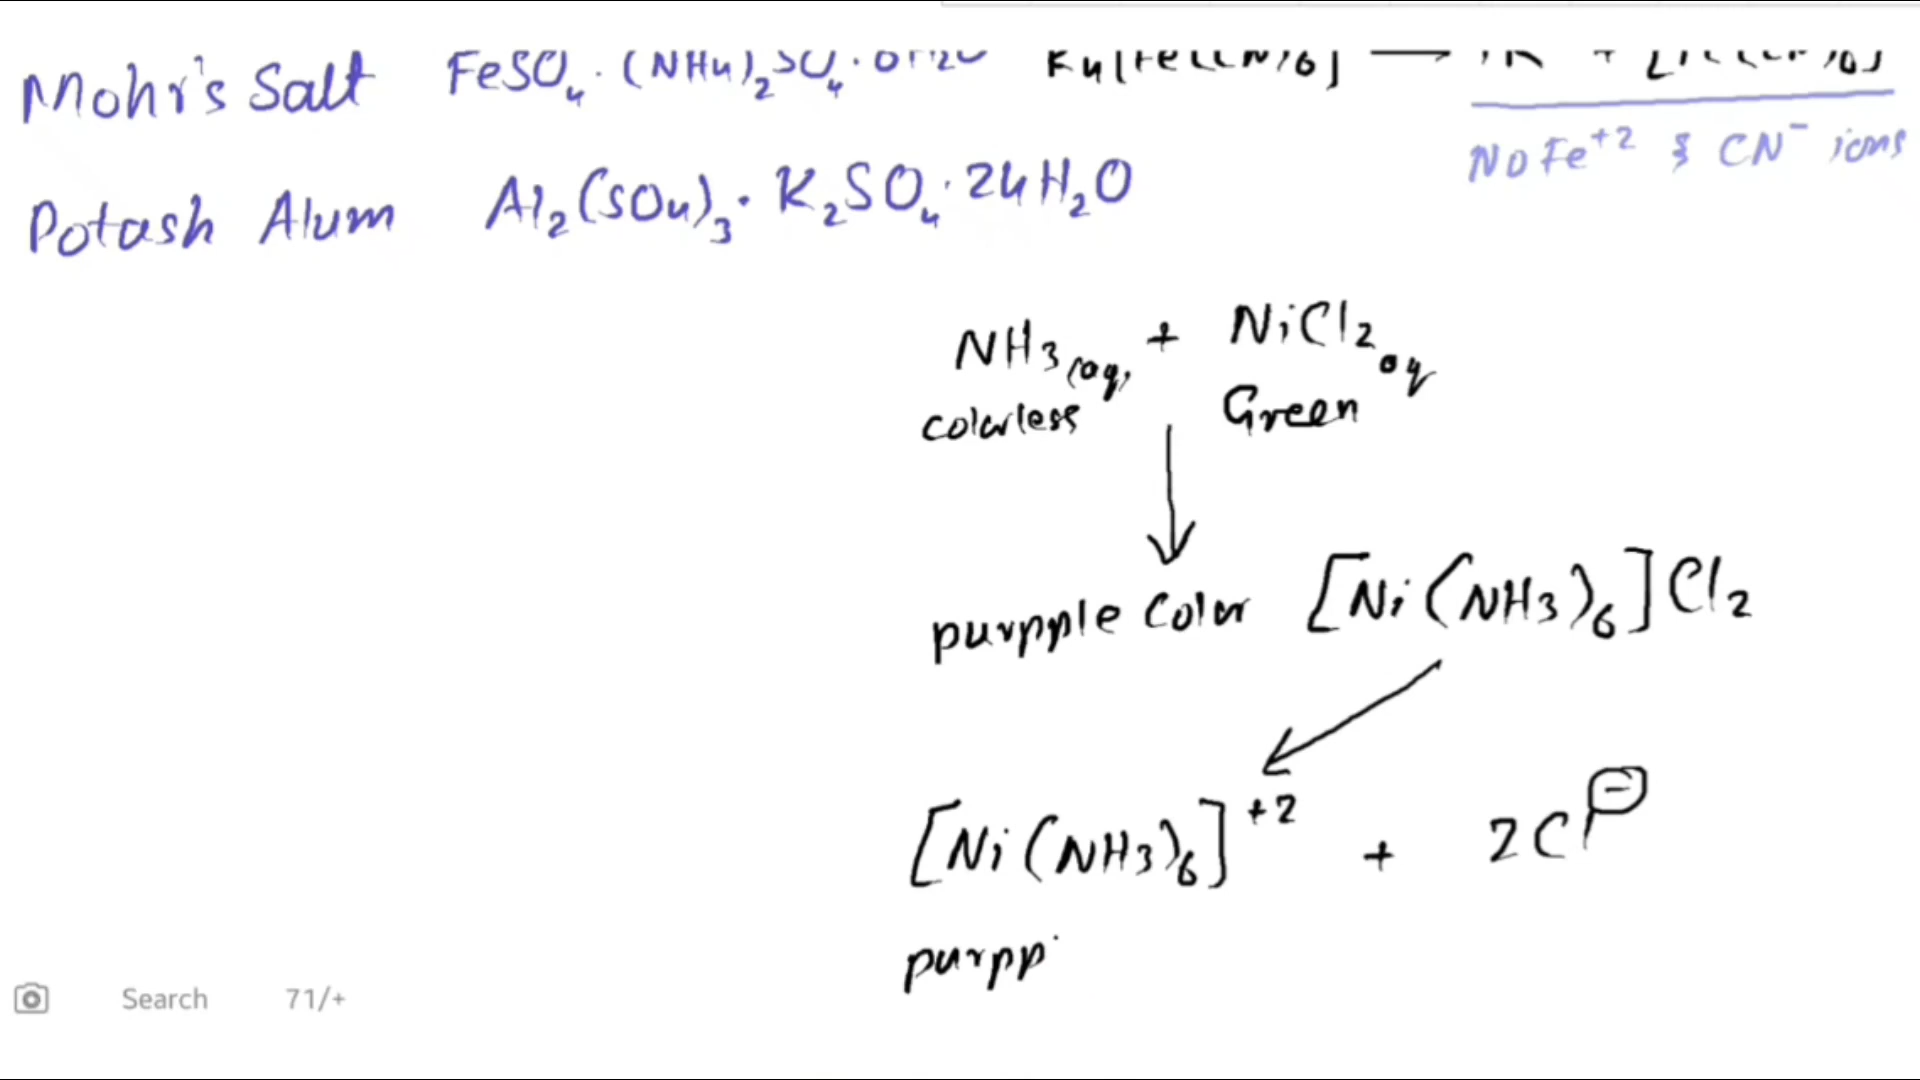 Mohr's Salt FeSO4 . (NH4)2SO4 .
No Fe+2 & CN- ions
Potash Alum Al2(SO4)3 . K2SO4 . 24H2O
NH3(aq) + NiCl2 aq
colorless Green
purpple Color [Ni(NH3)6]Cl2
[Ni(NH3)6]+2 + 2Cl-
purpp
Search 71/+